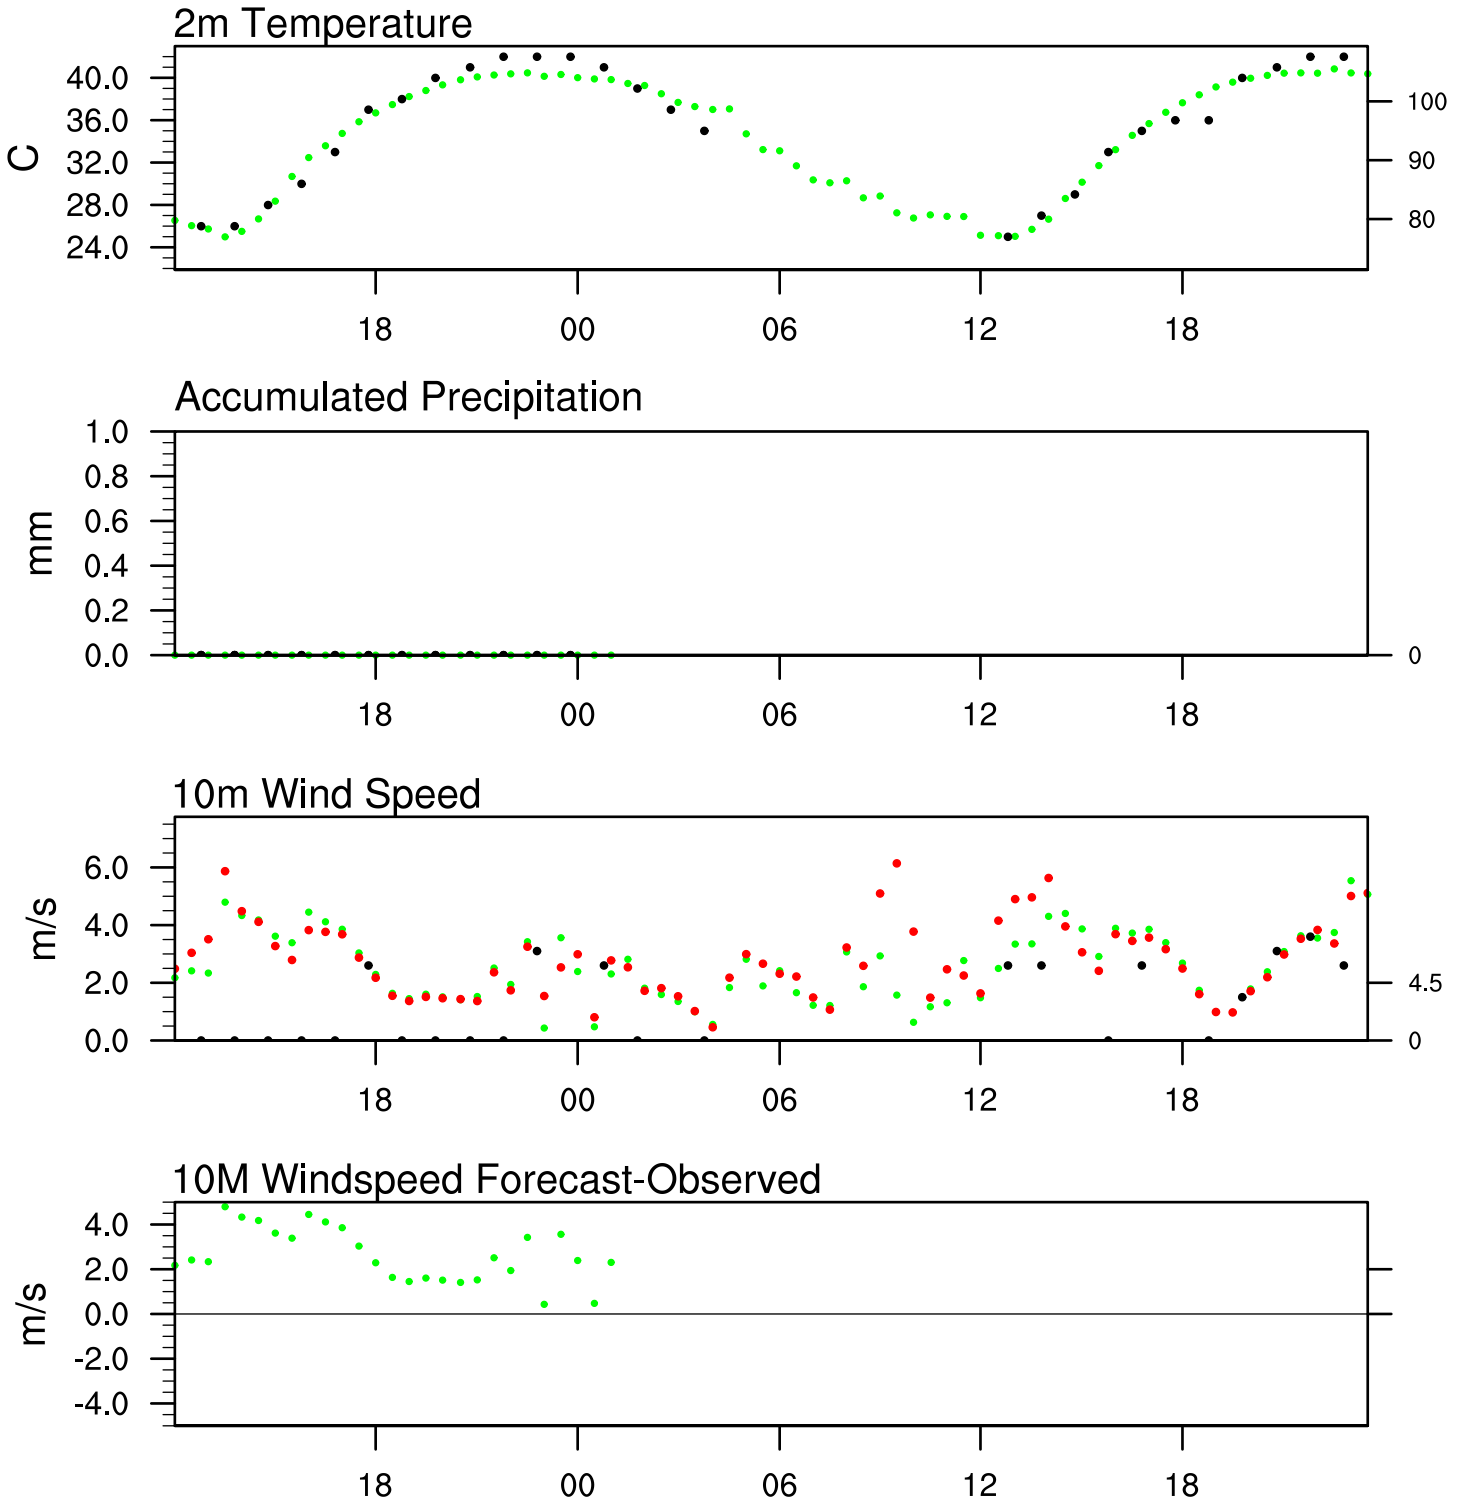 2m Temperature
40.0
36.0
32.0
28.0
24.0
C
100
90
80
18 00 06 12 18
Accumulated Precipitation
1.0
0.8
0.6
0.4
0.2
0.0
mm
0
18 00 06 12 18
10m Wind Speed
6.0
4.0
2.0
0.0
m/s
4.5
0
18 00 06 12 18
10M Windspeed Forecast-Observed
4.0
2.0
0.0
-2.0
-4.0
m/s
18 00 06 12 18